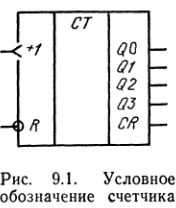 CT
+1
R
Q0
Q1
Q2
Q3
CR
Рис. 9.1. Условное
обозначение счетчика